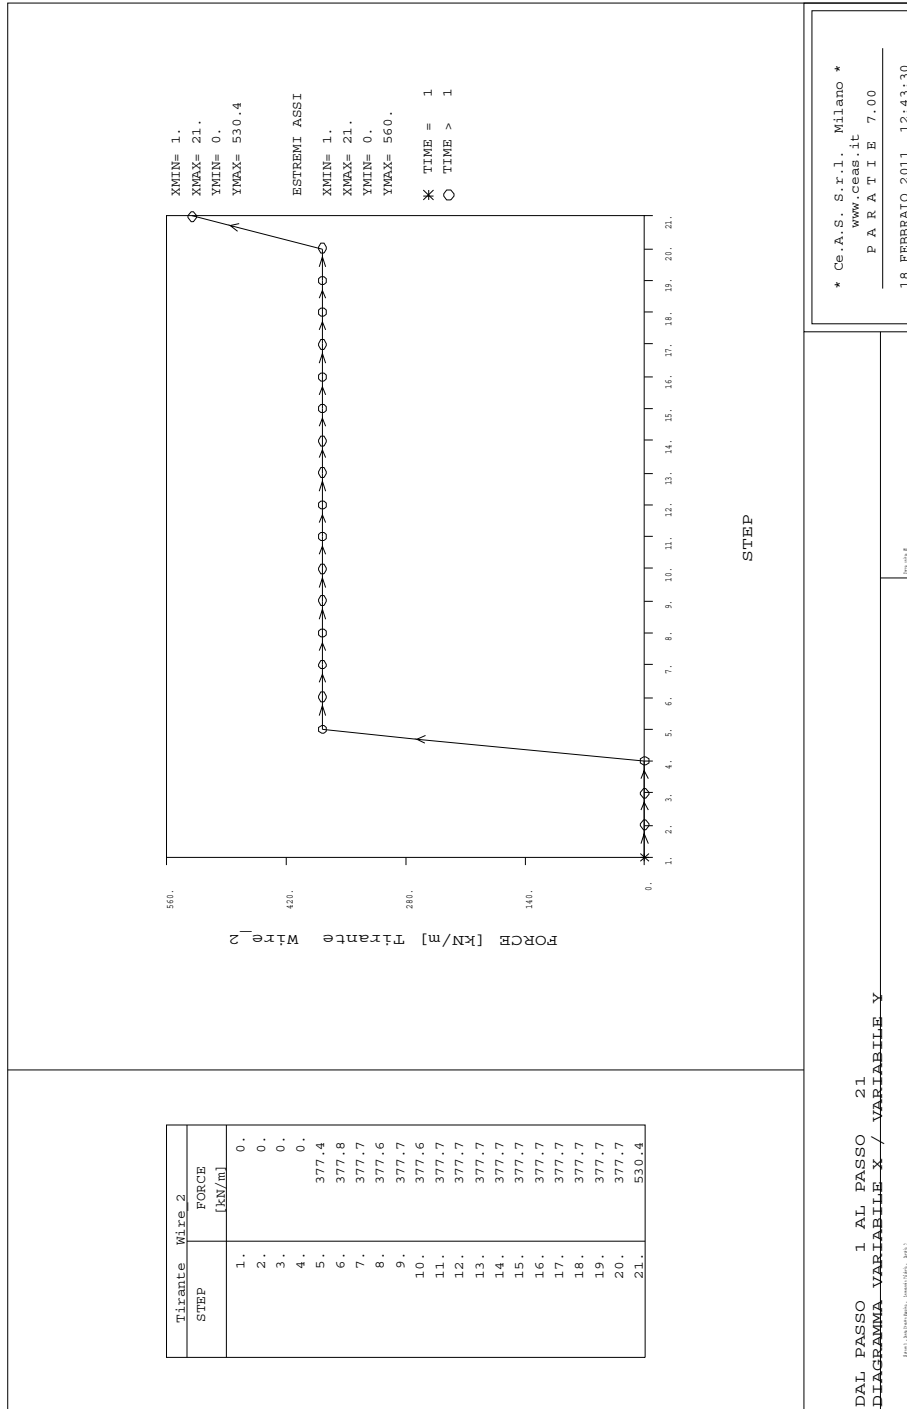 Tirante Wire_2
STEP FORCE
[kN/m]
1. 0.
2. 0.
3. 0.
4. 0.
5. 377.4
6. 377.8
7. 377.7
8. 377.6
9. 377.7
10. 377.6
11. 377.7
12. 377.7
13. 377.7
14. 377.7
15. 377.7
16. 377.7
17. 377.7
18. 377.7
19. 377.7
20. 377.7
21. 530.4
FORCE [kN/m] Tirante Wire_2
560.
420.
280.
140.
0.
1. 2. 3. 4. 5. 6. 7. 8. 9. 10. 11. 12. 13. 14. 15. 16. 17. 18. 19. 20. 21.
STEP
XMIN= 1.
XMAX= 21.
YMIN= 0.
YMAX= 530.4
ESTREMI ASSI
XMIN= 1.
XMAX= 21.
YMIN= 0.
YMAX= 560.
TIME = 1
TIME > 1
DAL PASSO 1 AL PASSO 21
DIAGRAMMA VARIABILE X / VARIABILE Y
* Ce.A.S. S.r.l. Milano *
www.ceas.it
P A R A T I E 7.00
18 FEBBRAIO 2011 12:43:30